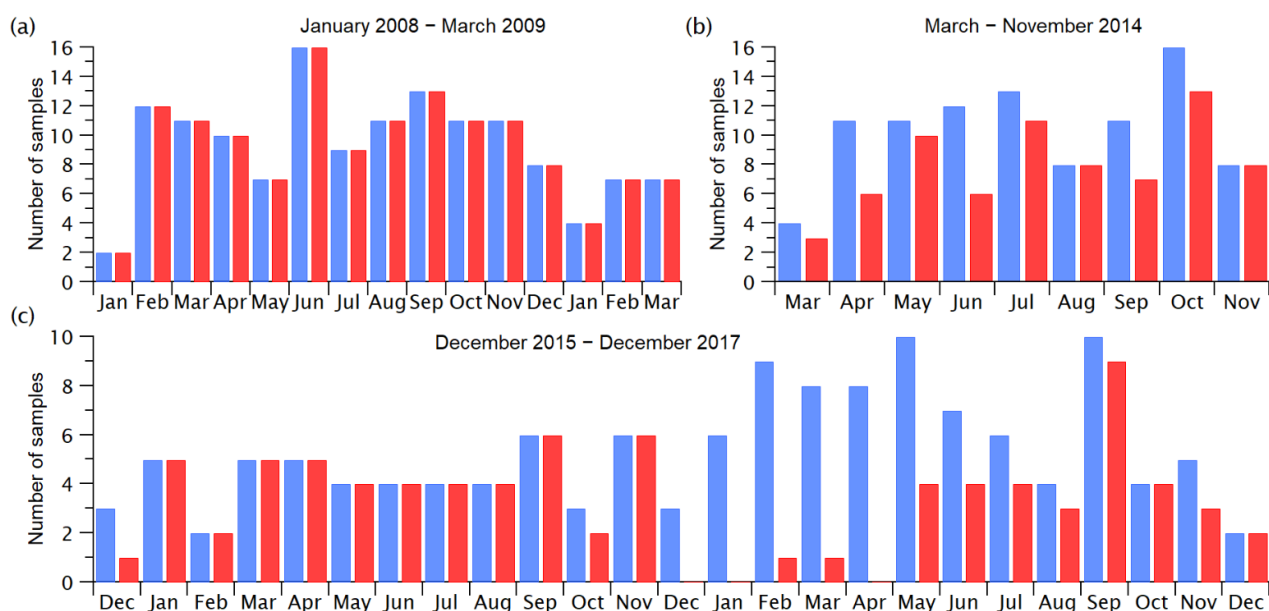 (a) January 2008 − March 2009
Number of samples
16
14
12
10
8
6
4
2
0
Jan Feb Mar Apr May Jun Jul Aug Sep Oct Nov Dec Jan Feb Mar
(b) March − November 2014
Number of samples
16
14
12
10
8
6
4
2
0
Mar Apr May Jun Jul Aug Sep Oct Nov
(c) December 2015 − December 2017
Number of samples
10
8
6
4
2
0
Dec Jan Feb Mar Apr May Jun Jul Aug Sep Oct Nov Dec Jan Feb Mar Apr May Jun Jul Aug Sep Oct Nov Dec